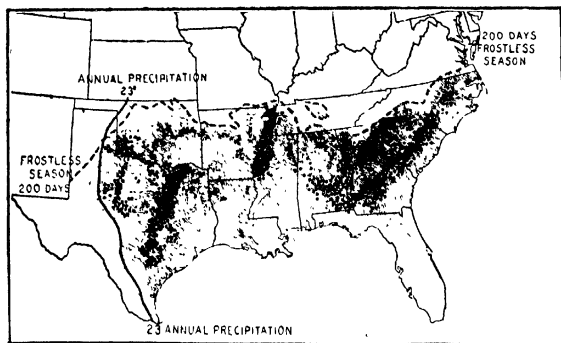 200 DAYS
FROSTLESS
SEASON
ANNUAL PRECIPITATION
23"
FROSTLESS
SEASON
200 DAYS
23 ANNUAL PRECIPITATION